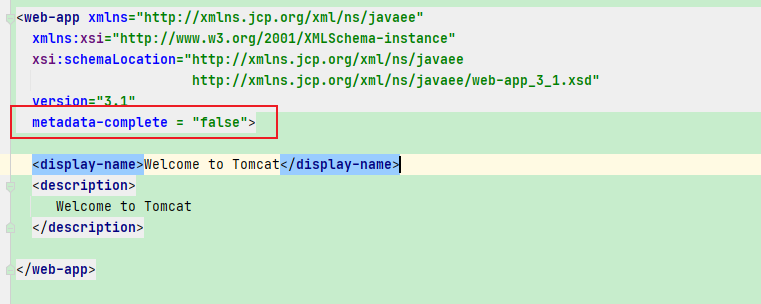 <web-app xmlns="http://xmlns.jcp.org/xml/ns/javaee"
xmlns:xsi="http://www.w3.org/2001/XMLSchema-instance"
xsi:schemaLocation="http://xmlns.jcp.org/xml/ns/javaee
http://xmlns.jcp.org/xml/ns/javaee/web-app_3_1.xsd"
version="3.1"
metadata-complete = "false">
<display-name>Welcome to Tomcat</display-name>
<description>
Welcome to Tomcat
</description>
</web-app>